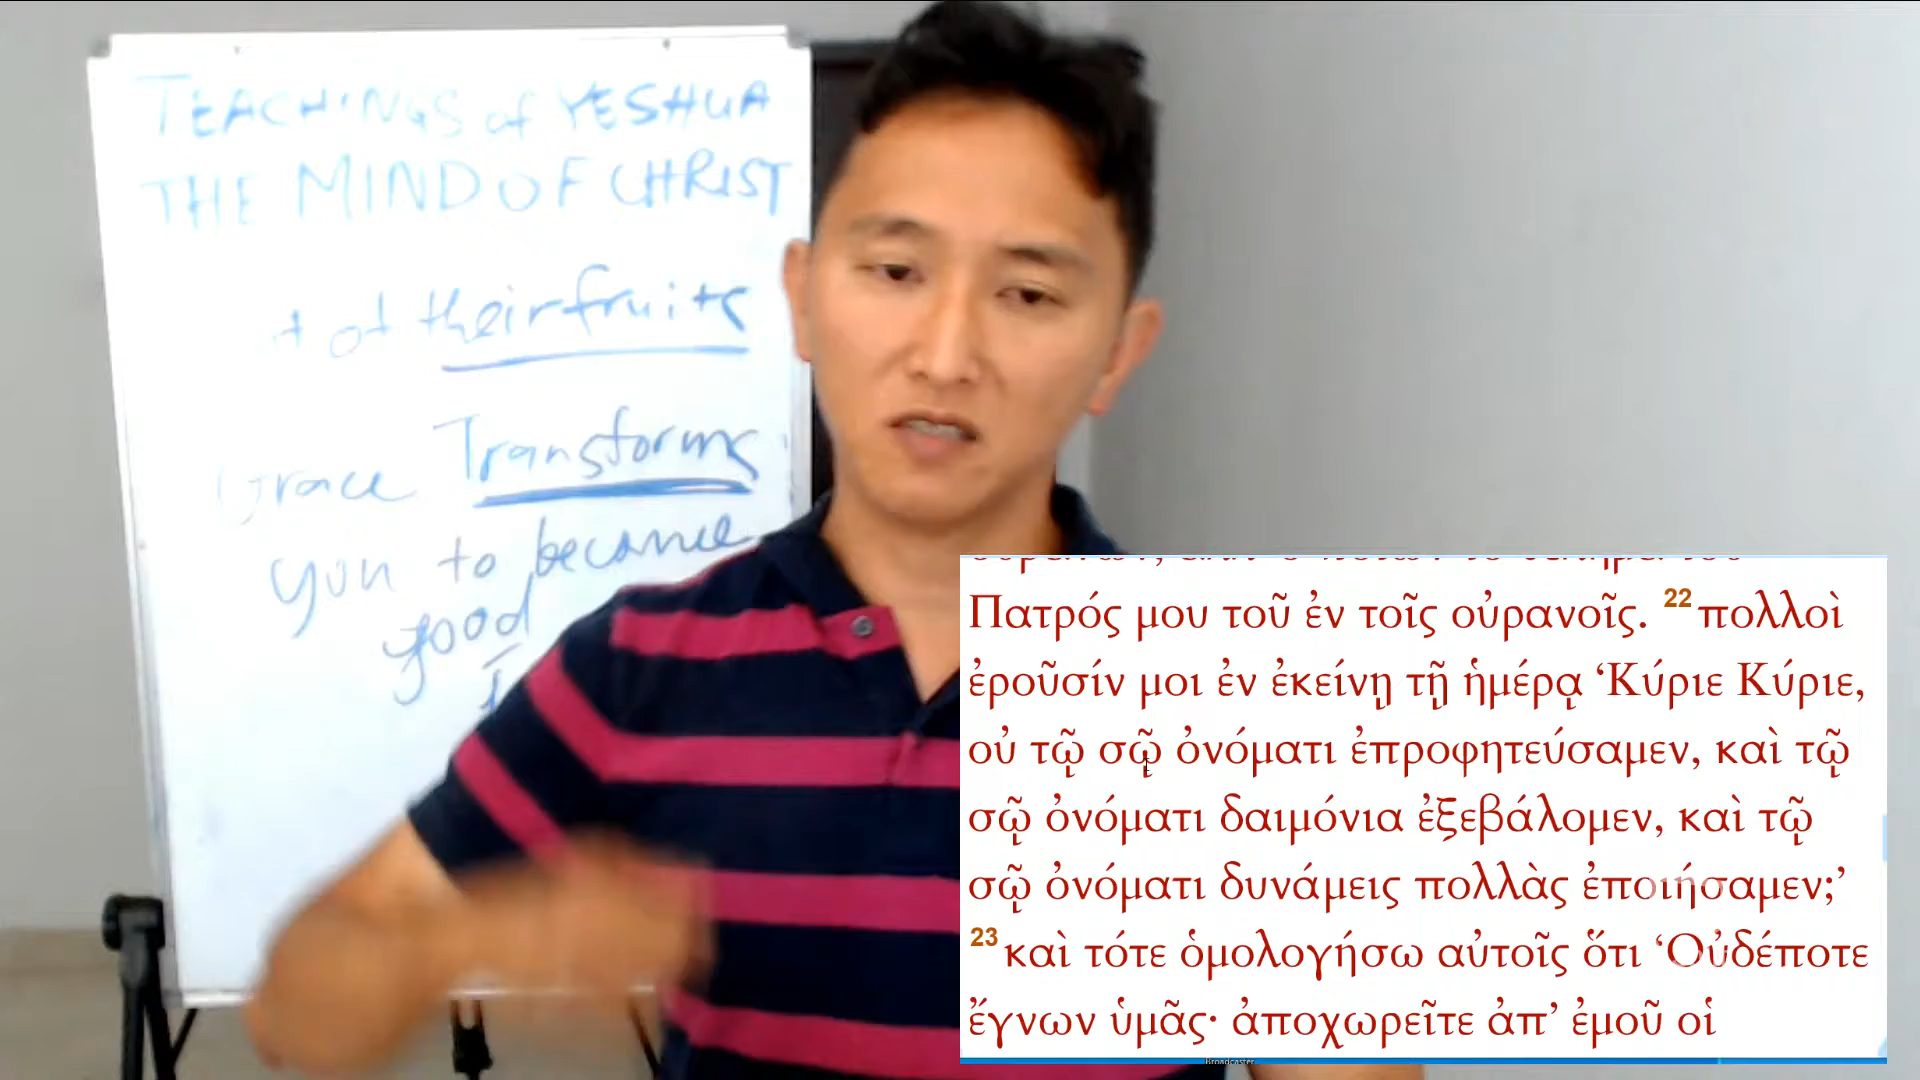 TEACHINGS of YESHUA
THE MIND OF CHRIST
their fruits
Grace Transforms
you to become
good
Πατρός μου τοῦ ἐν τοῖς οὐρανοῖς. 22 πολλοὶ
ἐροῦσίν μοι ἐν ἐκείνῃ τῇ ἡμέρᾳ ‘Κύριε Κύριε,
οὐ τῷ σῷ ὀνόματι ἐπροφητεύσαμεν, καὶ τῷ
σῷ ὀνόματι δαιμόνια ἐξεβάλομεν, καὶ τῷ
σῷ ὀνόματι δυνάμεις πολλὰς ἐποιήσαμεν;’
23 καὶ τότε ὁμολογήσω αὐτοῖς ὅτι ‘Οὐδέποτε
ἔγνων ὑμᾶς· ἀποχωρεῖτε ἀπ’ ἐμοῦ οἱ
Broadcaster